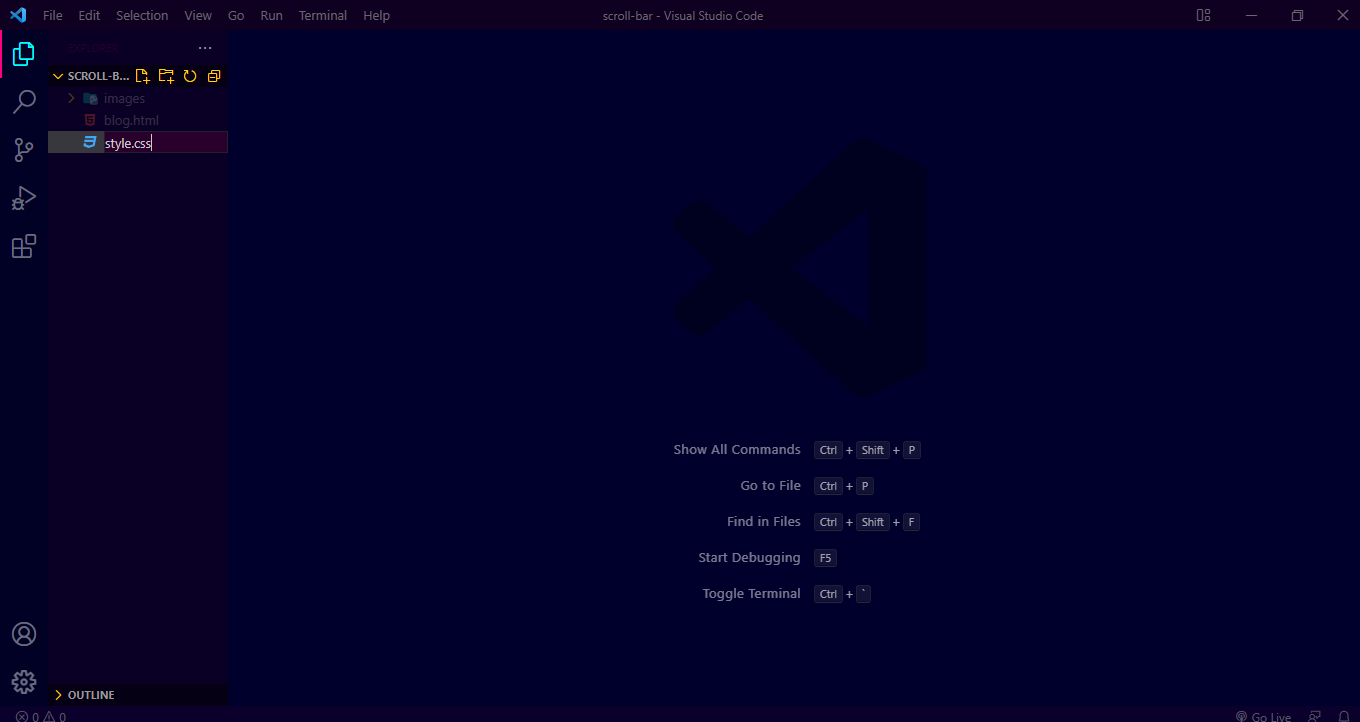 File Edit Selection View Go Run Terminal Help scroll-bar - Visual Studio Code
EXPLORER ...
SCROLL-B...
images
blog.html
style.css
Show All Commands Ctrl + Shift + P
Go to File Ctrl + P
Find in Files Ctrl + Shift + F
Start Debugging F5
Toggle Terminal Ctrl + `
OUTLINE
0 0 Go Live